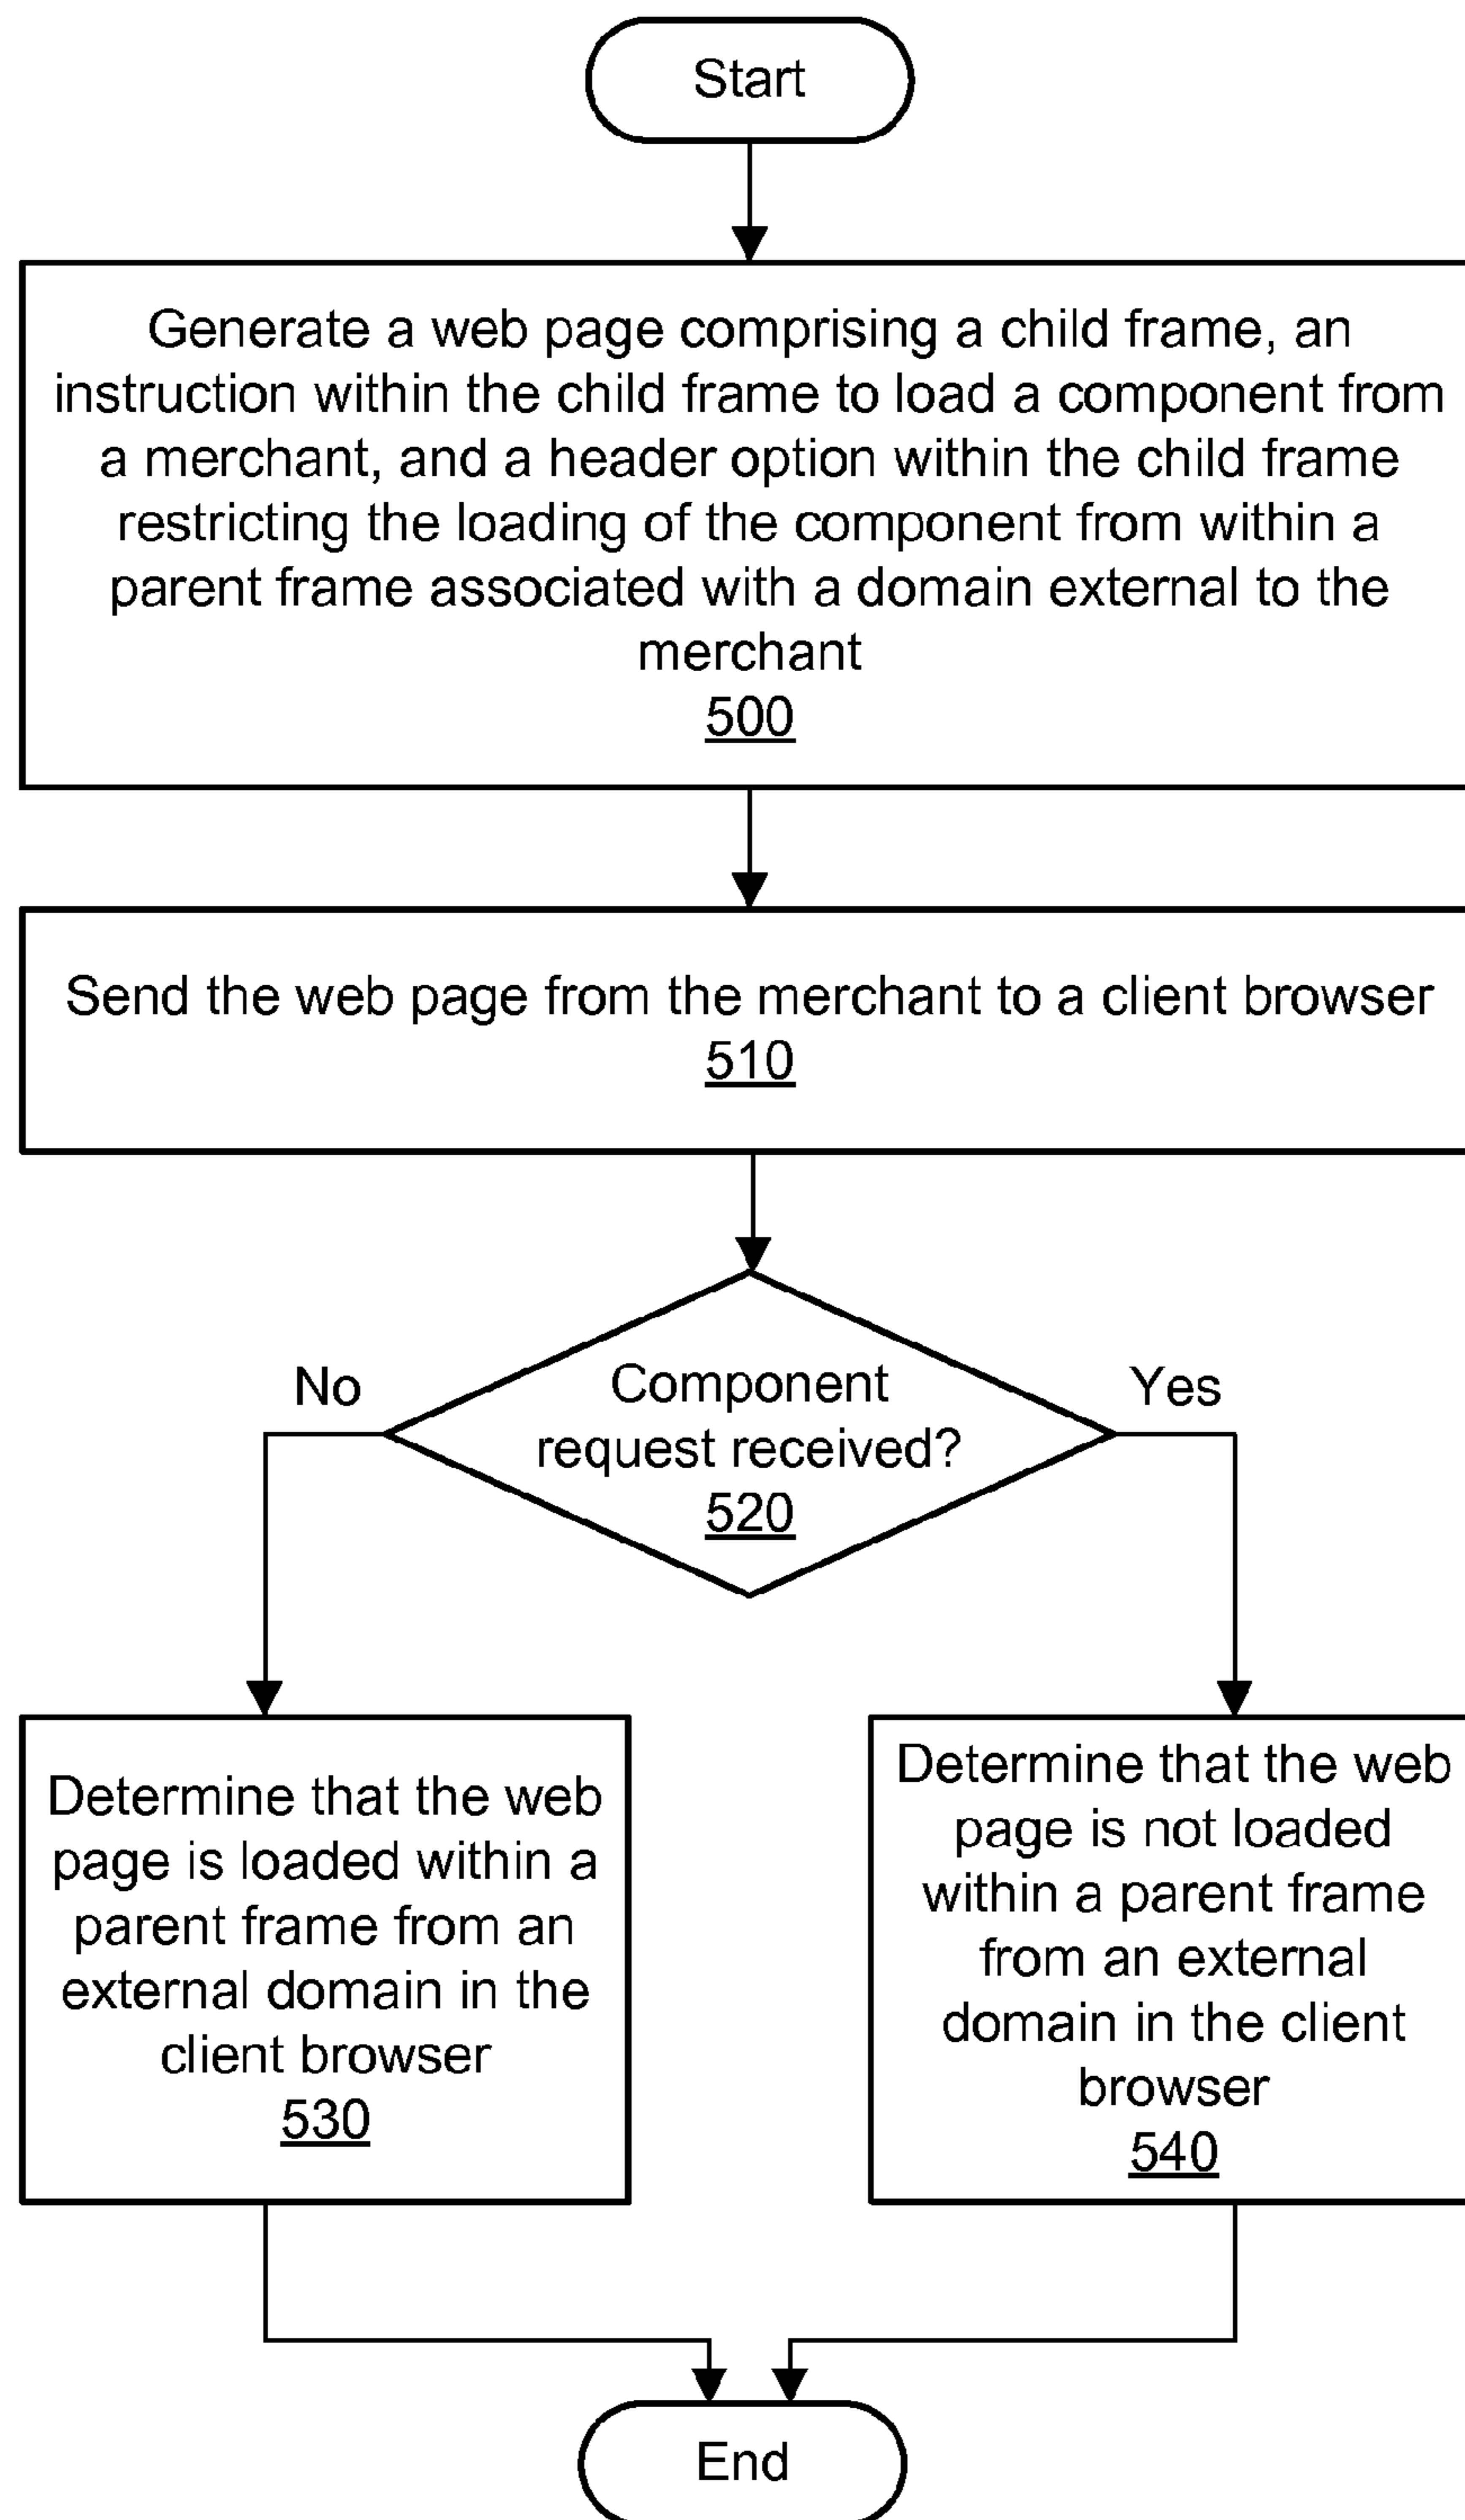 Start
Generate a web page comprising a child frame, an
instruction within the child frame to load a component from
a merchant, and a header option within the child frame
restricting the loading of the component from within a
parent frame associated with a domain external to the
merchant
500
Send the web page from the merchant to a client browser
510
No
Component
request received?
520
Yes
Determine that the web
page is loaded within a
parent frame from an
external domain in the
client browser
530
Determine that the web
page is not loaded
within a parent frame
from an external
domain in the client
browser
540
End